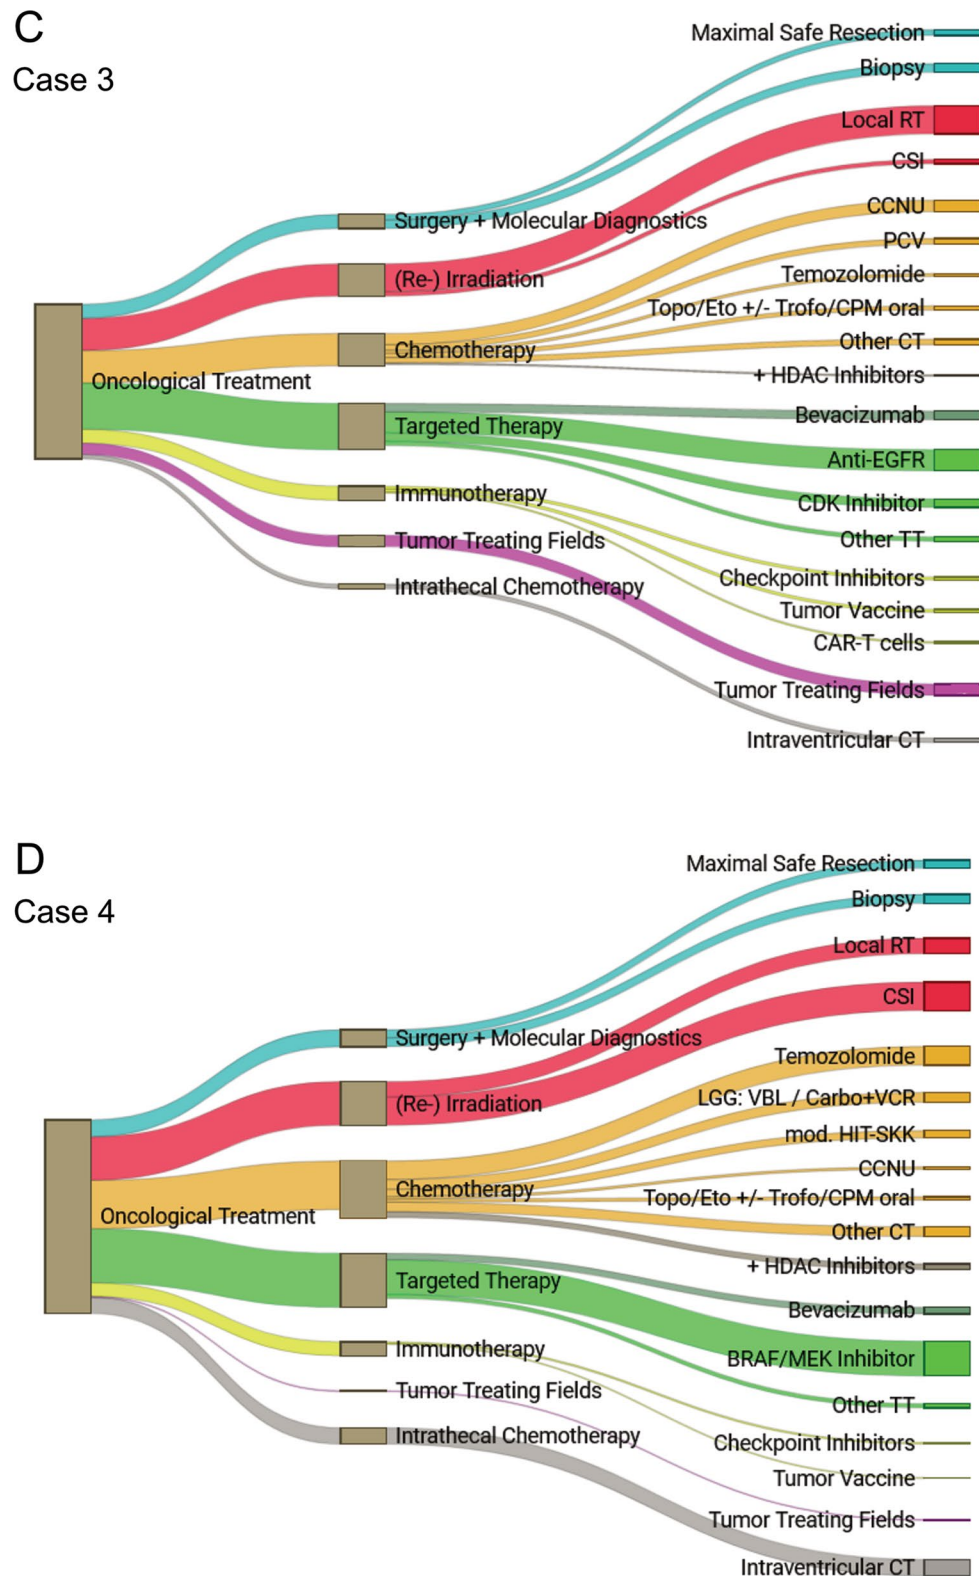 C
Case 3
Maximal Safe Resection
Biopsy
Local RT
CSI
CCNU
PCV
Temozolomide
Topo/Eto +/- Trofo/CPM oral
Other CT
+ HDAC Inhibitors
Bevacizumab
Anti-EGFR
CDK Inhibitor
Other TT
Checkpoint Inhibitors
Tumor Vaccine
CAR-T cells
Tumor Treating Fields
Intraventricular CT
Surgery + Molecular Diagnostics
(Re-) Irradiation
Chemotherapy
Targeted Therapy
Immunotherapy
Tumor Treating Fields
Intrathecal Chemotherapy
Oncological Treatment
D
Case 4
Maximal Safe Resection
Biopsy
Local RT
CSI
Temozolomide
LGG: VBL / Carbo+VCR
mod. HIT-SKK
CCNU
Topo/Eto +/- Trofo/CPM oral
Other CT
+ HDAC Inhibitors
Bevacizumab
BRAF/MEK Inhibitor
Other TT
Checkpoint Inhibitors
Tumor Vaccine
Tumor Treating Fields
Intraventricular CT
Surgery + Molecular Diagnostics
(Re-) Irradiation
Chemotherapy
Targeted Therapy
Immunotherapy
Tumor Treating Fields
Intrathecal Chemotherapy
Oncological Treatment